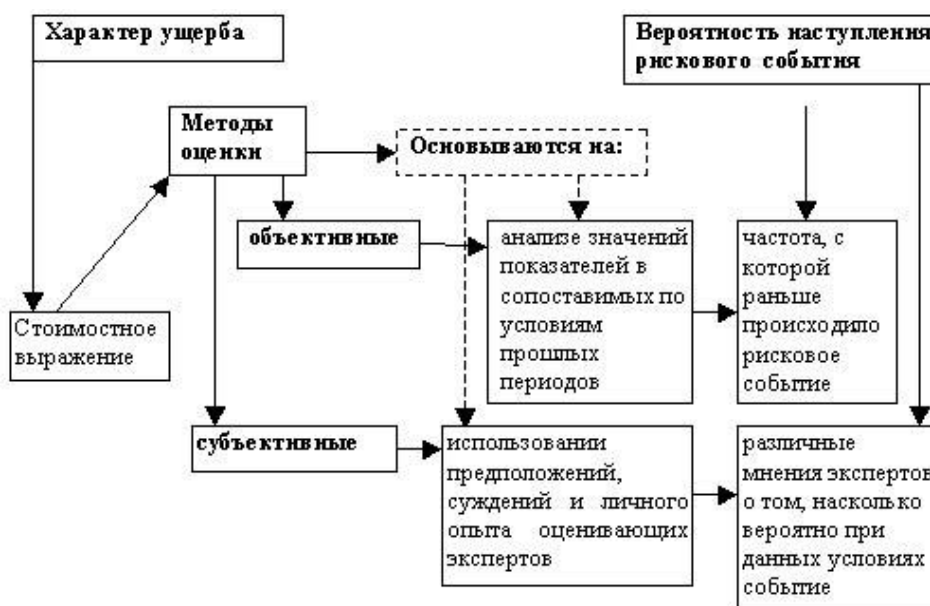 Характер ущерба
Вероятность наступления
рискового события
Методы
оценки
Основываются на:
объективные
анализе значений
показателей в
сопоставимых по
условиям
прошлых
периодов
частота, с
которой
раньше
происходило
рисковое
событие
Стоимостное
выражение
субъективные
использовании
предположений,
суждений и личного
опыта оценивающих
экспертов
различные
мнения экспертов
о том, насколько
вероятно при
данных условиях
событие